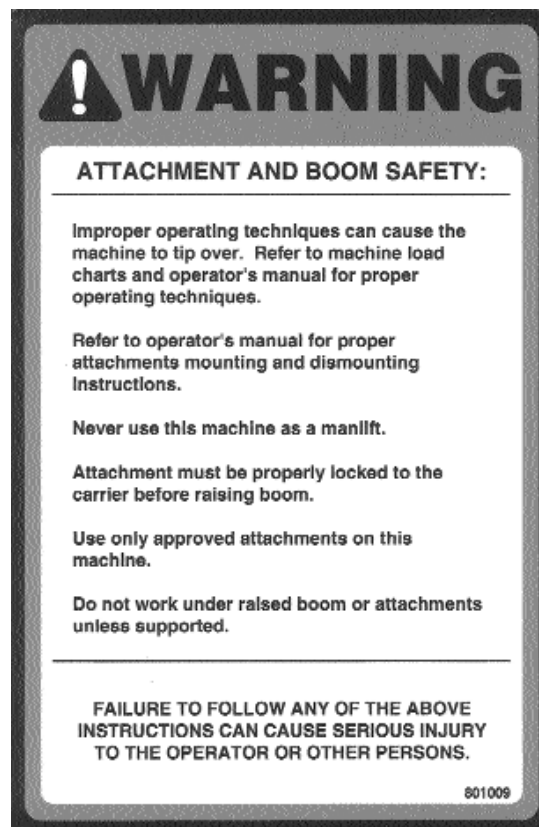 WARNING
ATTACHMENT AND BOOM SAFETY:
Improper operating techniques can cause the
machine to tip over. Refer to machine load
charts and operator's manual for proper
operating techniques.
Refer to operator's manual for proper
attachments mounting and dismounting
instructions.
Never use this machine as a manlift.
Attachment must be properly locked to the
carrier before raising boom.
Use only approved attachments on this
machine.
Do not work under raised boom or attachments
unless supported.
FAILURE TO FOLLOW ANY OF THE ABOVE
INSTRUCTIONS CAN CAUSE SERIOUS INJURY
TO THE OPERATOR OR OTHER PERSONS.
801009